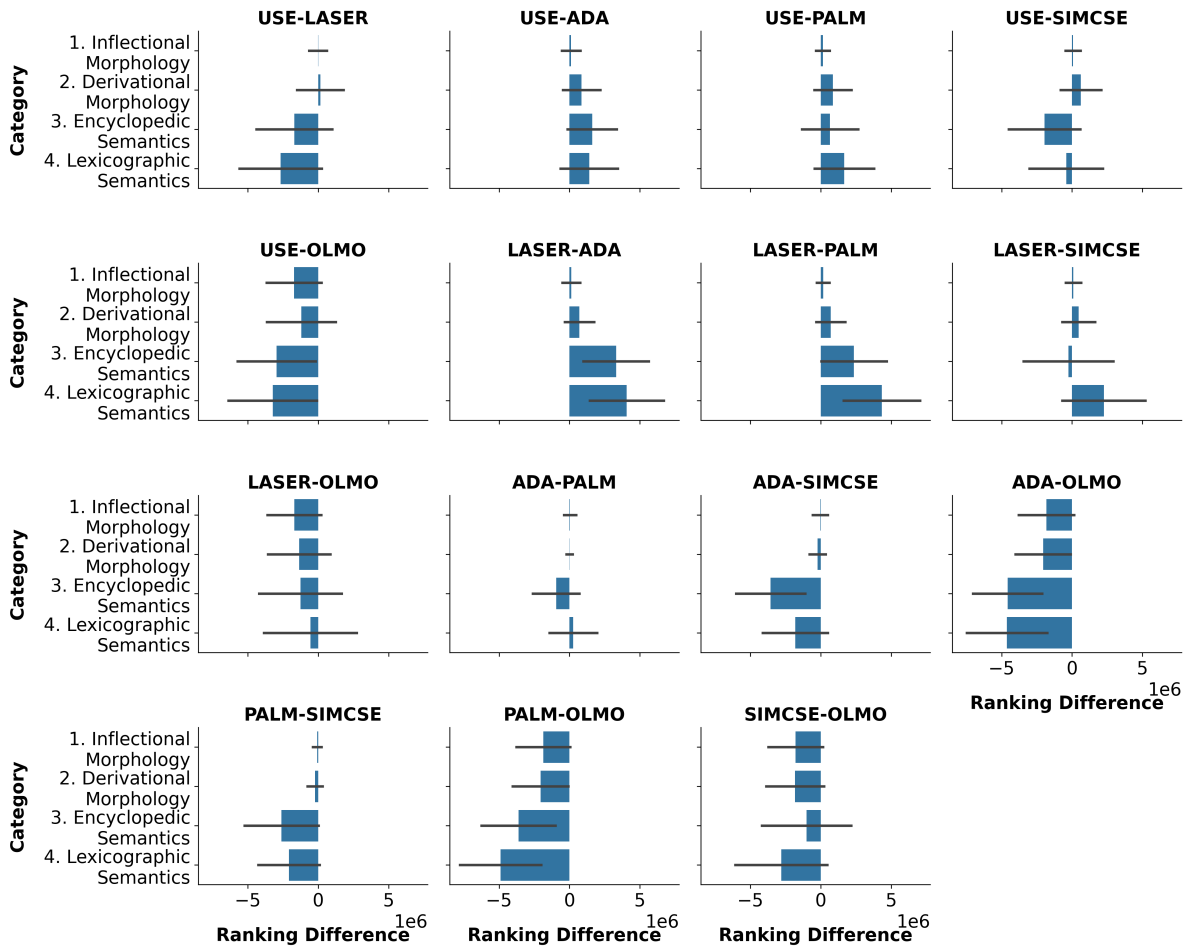 USE-LASER
USE-ADA
USE-PALM
USE-SIMCSE
Category
1. Inflectional
Morphology
2. Derivational
Morphology
3. Encyclopedic
Semantics
4. Lexicographic
Semantics
USE-OLMO
LASER-ADA
LASER-PALM
LASER-SIMCSE
Category
1. Inflectional
Morphology
2. Derivational
Morphology
3. Encyclopedic
Semantics
4. Lexicographic
Semantics
LASER-OLMO
ADA-PALM
ADA-SIMCSE
ADA-OLMO
Category
1. Inflectional
Morphology
2. Derivational
Morphology
3. Encyclopedic
Semantics
4. Lexicographic
Semantics
−5 0 5
1e6
Ranking Difference
PALM-SIMCSE
PALM-OLMO
SIMCSE-OLMO
Category
1. Inflectional
Morphology
2. Derivational
Morphology
3. Encyclopedic
Semantics
4. Lexicographic
Semantics
−5 0 5
1e6
Ranking Difference
−5 0 5
1e6
Ranking Difference
−5 0 5
1e6
Ranking Difference